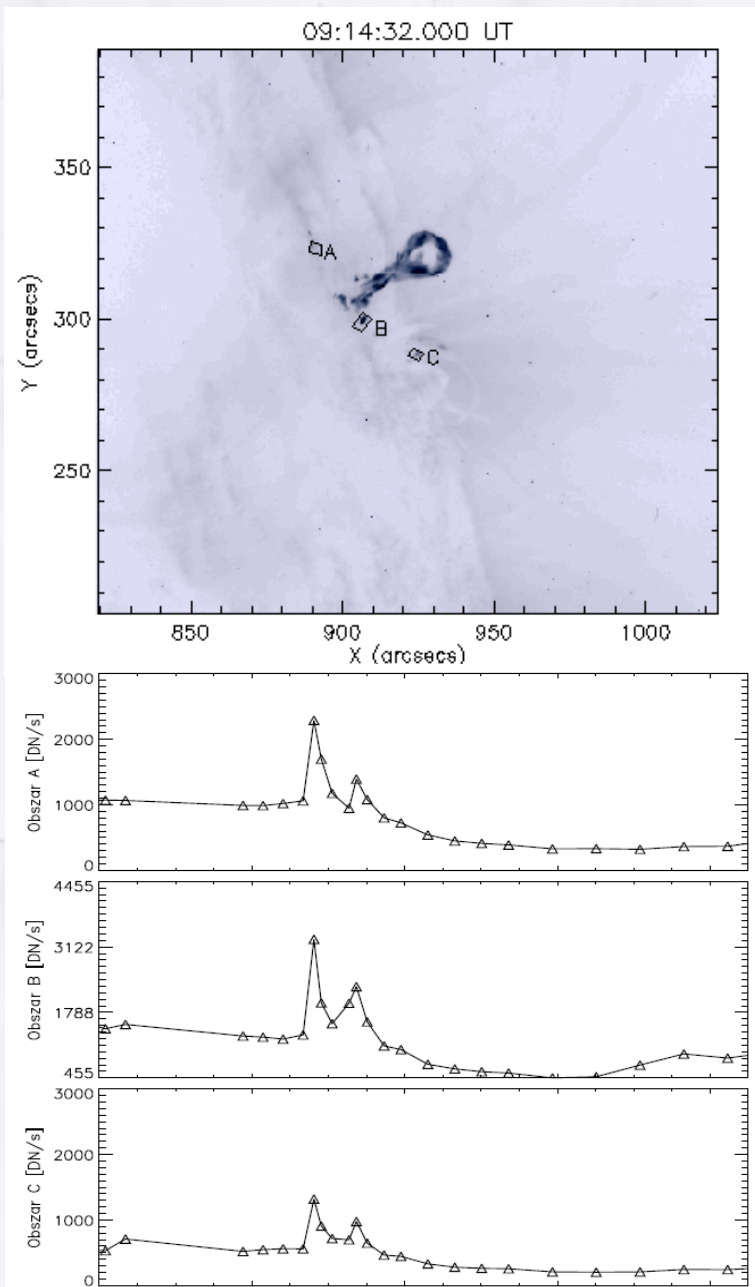 09:14:32.000 UT
350
300
250
Y (arcsecs)
A
B
C
850 900 950 1000
X (arcsecs)
3000
2000
1000
0
Obszar A [DN/s]
4455
3122
1788
455
Obszar B [DN/s]
3000
2000
1000
0
Obszar C [DN/s]